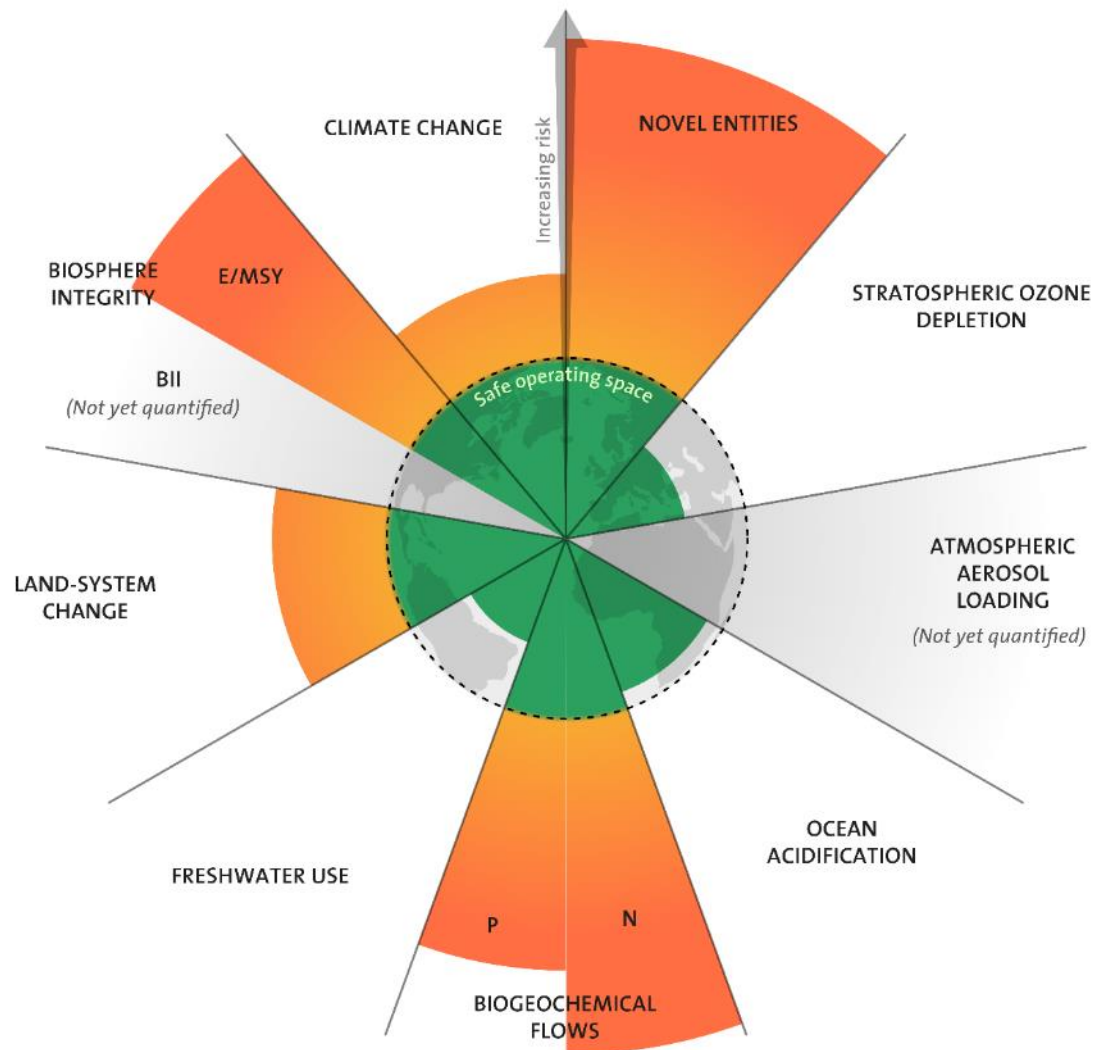 CLIMATE CHANGE
NOVEL ENTITIES
Increasing risk
BIOSPHERE
INTEGRITY
E/MSY
STRATOSPHERIC OZONE
DEPLETION
BII
(Not yet quantified)
Safe operating space
LAND-SYSTEM
CHANGE
ATMOSPHERIC
AEROSOL
LOADING
(Not yet quantified)
FRESHWATER USE
OCEAN
ACIDIFICATION
P
N
BIOGEOCHEMICAL
FLOWS